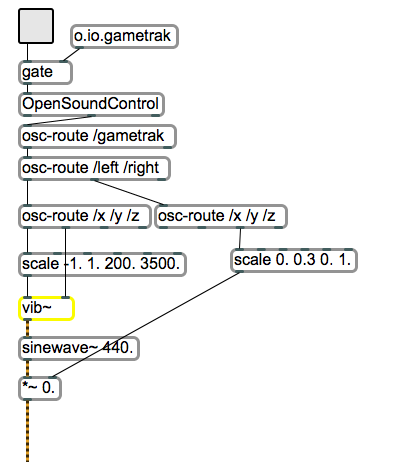 o.io.gametrak
gate
OpenSoundControl
osc-route /gametrak
osc-route /left /right
osc-route /x /y /z
osc-route /x /y /z
scale -1. 1. 200. 3500.
scale 0. 0.3 0. 1.
vib~
sinewave~ 440.
*~ 0.